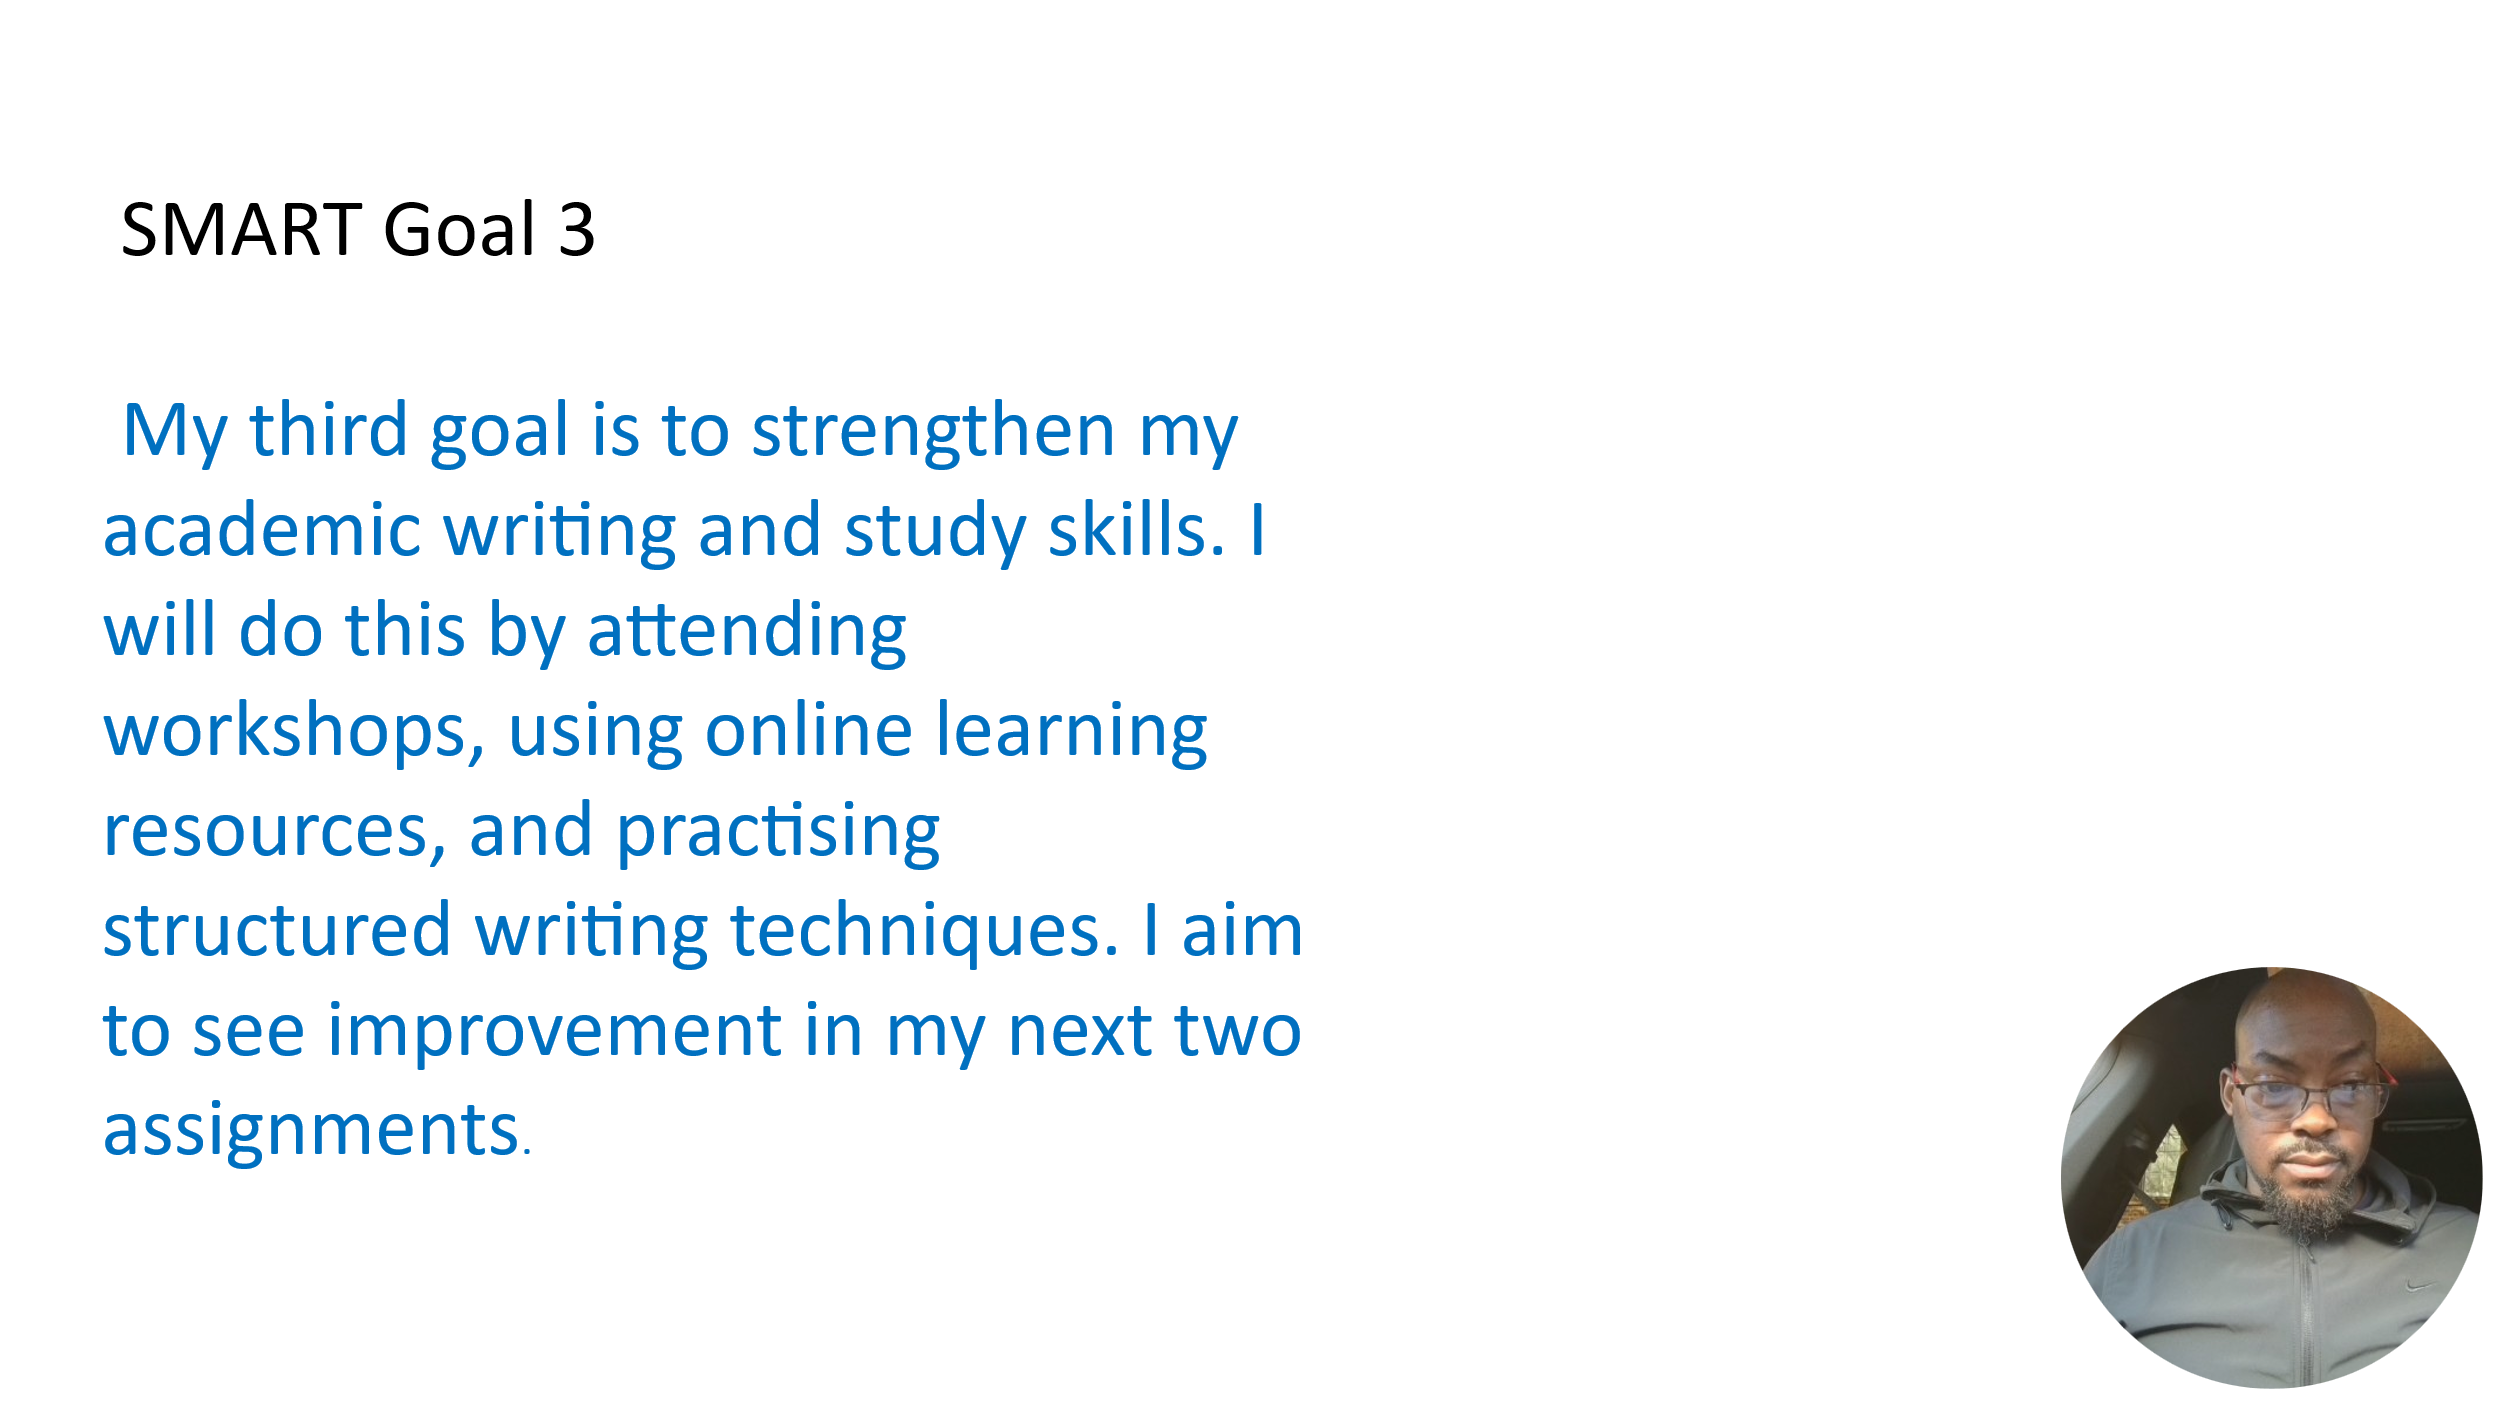 SMART Goal 3
My third goal is to strengthen my
academic writing and study skills. I
will do this by attending
workshops, using online learning
resources, and practising
structured writing techniques. I aim
to see improvement in my next two
assignments.